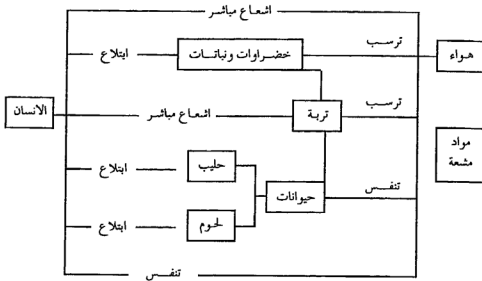 اشعاع مباشر
هواء
ترسب
خضراوات ونباتات
ابتلاع
ترسب
تربة
اشعاع مباشر
الانسان
مواد
مشعة
حليب
ابتلاع
تنفس
حيوانات
لحوم
ابتلاع
تنفس